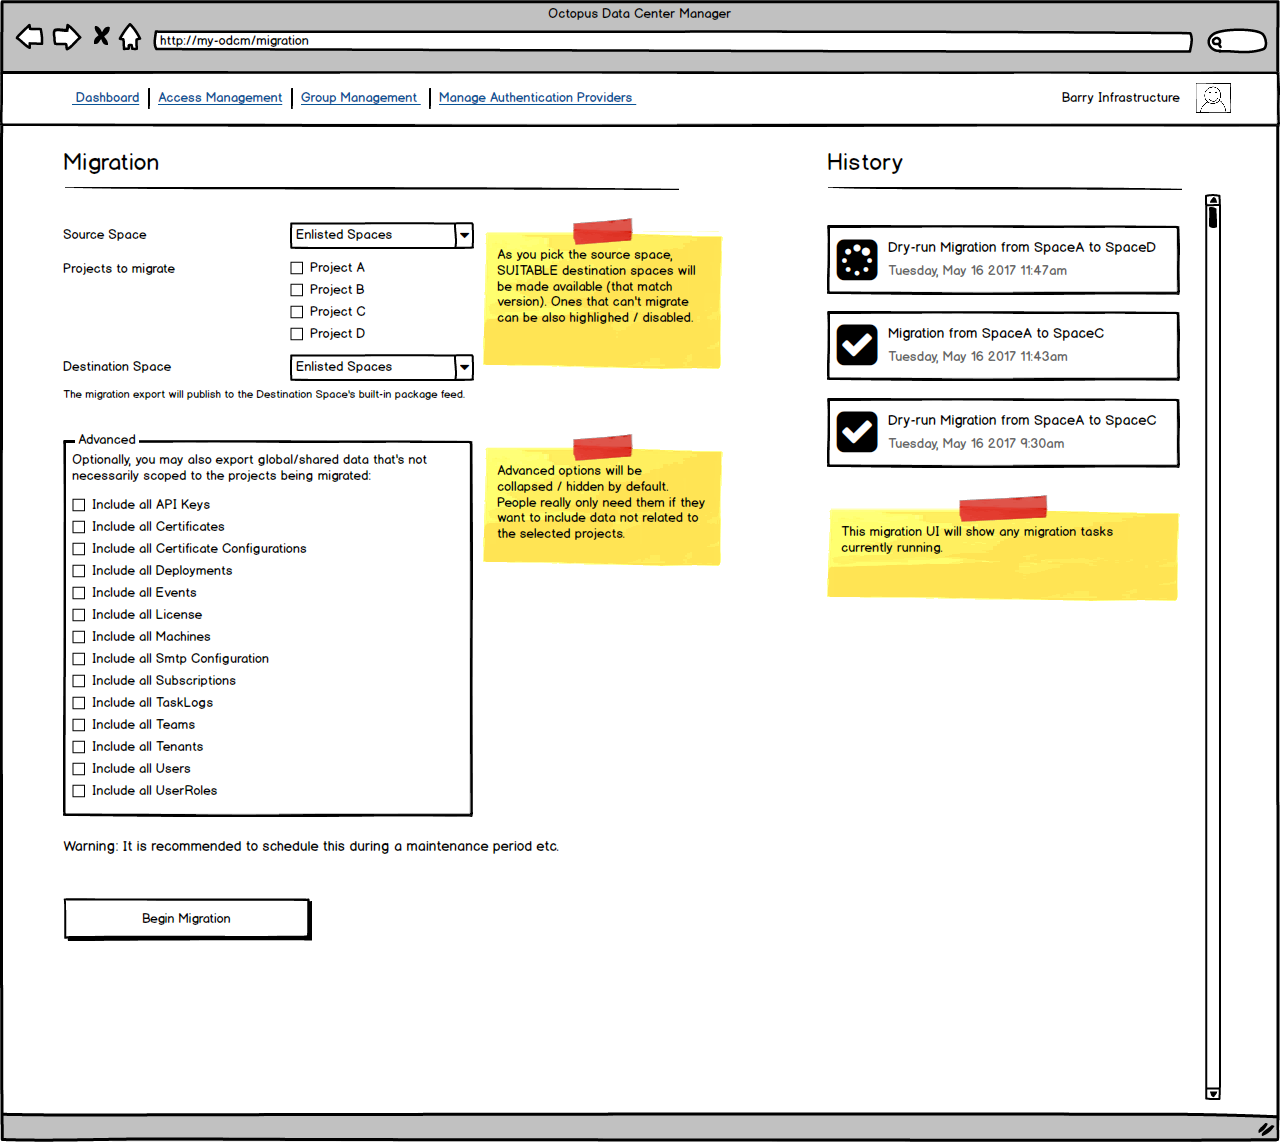 Octopus Data Center Manager
http://my-odcm/migration
Dashboard
Access Management
Group Management
Manage Authentication Providers
Barry Infrastructure
Migration
Source Space
Enlisted Spaces
Projects to migrate
Project A
Project B
Project C
Project D
Destination Space
Enlisted Spaces
The migration export will publish to the Destination Space's built-in package feed.
As you pick the source space,
SUITABLE destination spaces will
be made available (that match
version). Ones that can't migrate
can be also highlighed / disabled.
Advanced
Optionally, you may also export global/shared data that's not
necessarily scoped to the projects being migrated:
Include all API Keys
Include all Certificates
Include all Certificate Configurations
Include all Deployments
Include all Events
Include all License
Include all Machines
Include all Smtp Configuration
Include all Subscriptions
Include all TaskLogs
Include all Teams
Include all Tenants
Include all Users
Include all UserRoles
Advanced options will be
collapsed / hidden by default.
People really only need them if they
want to include data not related to
the selected projects.
Warning: It is recommended to schedule this during a maintenance period etc.
Begin Migration
History
Dry-run Migration from SpaceA to SpaceD
Tuesday, May 16 2017 11:47am
Migration from SpaceA to SpaceC
Tuesday, May 16 2017 11:43am
Dry-run Migration from SpaceA to SpaceC
Tuesday, May 16 2017 9:30am
This migration UI will show any migration tasks
currently running.